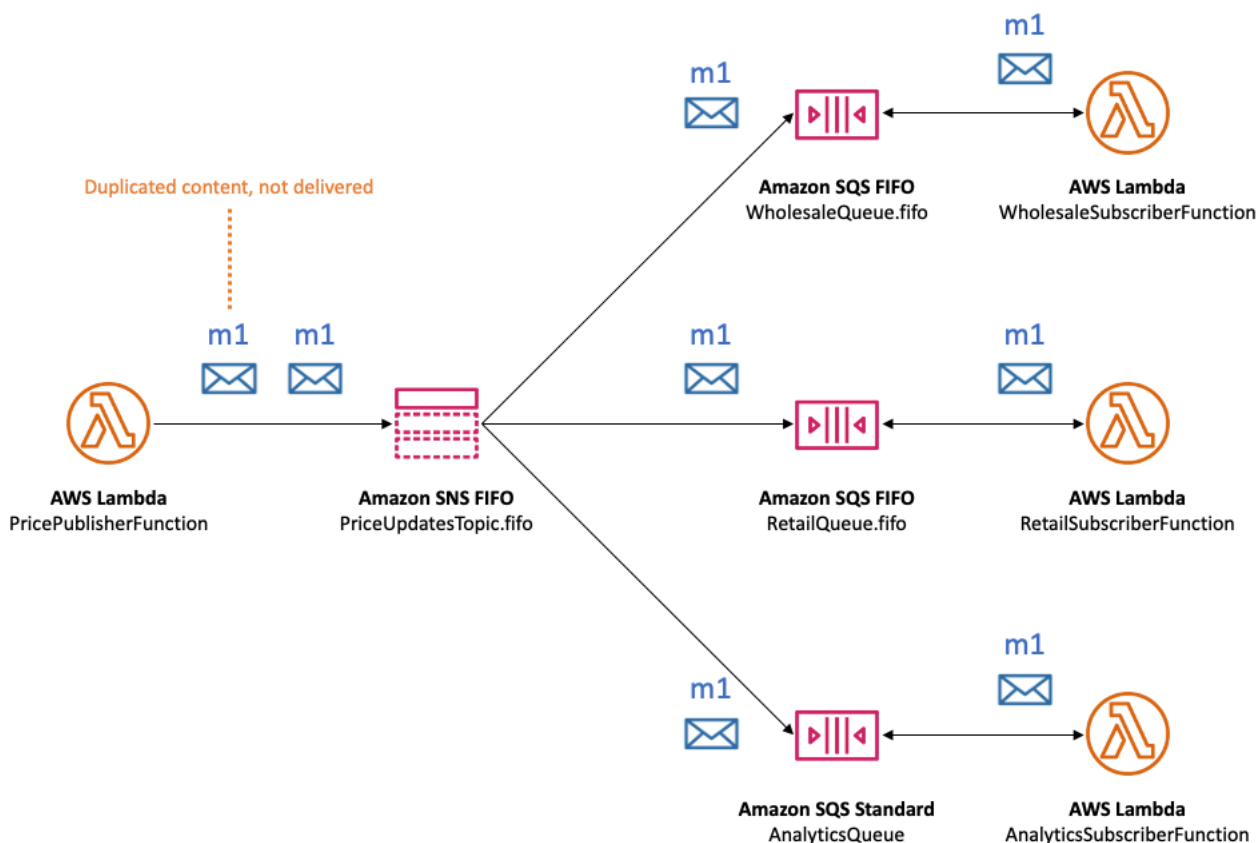 m1
m1
Amazon SQS FIFO
WholesaleQueue.fifo
AWS Lambda
WholesaleSubscriberFunction
Duplicated content, not delivered
m1
m1
m1
m1
AWS Lambda
PricePublisherFunction
Amazon SNS FIFO
PriceUpdatesTopic.fifo
Amazon SQS FIFO
RetailQueue.fifo
AWS Lambda
RetailSubscriberFunction
m1
m1
Amazon SQS Standard
AnalyticsQueue
AWS Lambda
AnalyticsSubscriberFunction